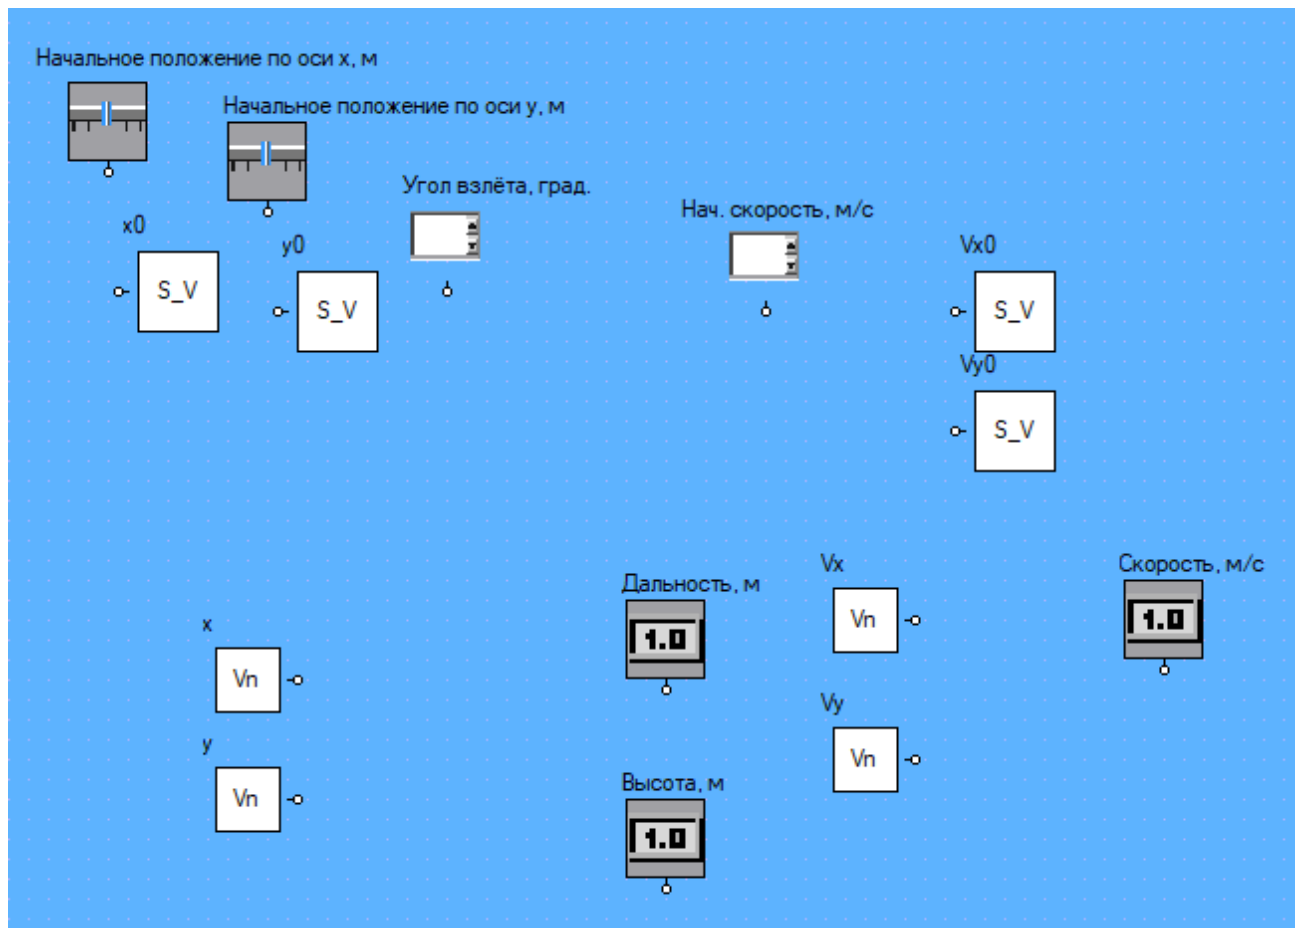 Начальное положение по оси x, м
Начальное положение по оси y, м
Угол взлёта, град.
Нач. скорость, м/с
x0
S_V
y0
S_V
Vx0
S_V
Vy0
S_V
x
Vn
y
Vn
Дальность, м
1.0
Высота, м
1.0
Vx
Vn
Vy
Vn
Скорость, м/с
1.0